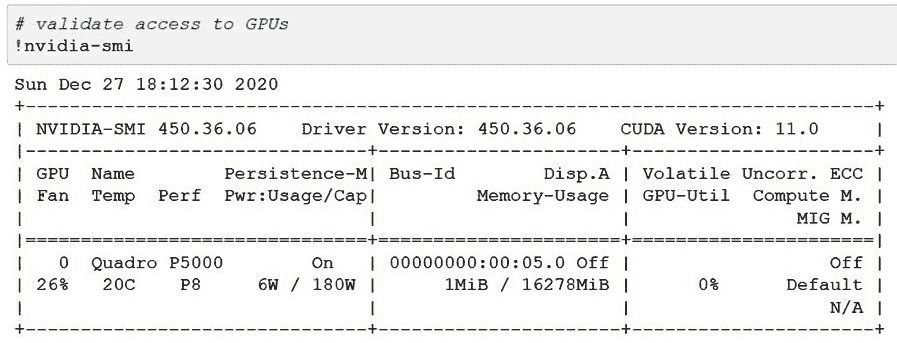 # validate access to GPUs
!nvidia-smi
Sun Dec 27 18:12:30 2020
+-----------------------------------------------------------------------------+
| NVIDIA-SMI 450.36.06    Driver Version: 450.36.06    CUDA Version: 11.0     |
|-------------------------------+----------------------+----------------------+
| GPU  Name        Persistence-M| Bus-Id        Disp.A | Volatile Uncorr. ECC |
| Fan  Temp  Perf  Pwr:Usage/Cap|         Memory-Usage | GPU-Util  Compute M. |
|                               |                      |               MIG M. |
|===============================+======================+======================|
|   0  Quadro P5000        On   | 00000000:00:05.0 Off |                  Off |
| 26%   20C    P8     6W / 180W |      1MiB / 16278MiB |      0%      Default |
|                               |                      |                  N/A |
+-------------------------------+----------------------+----------------------+